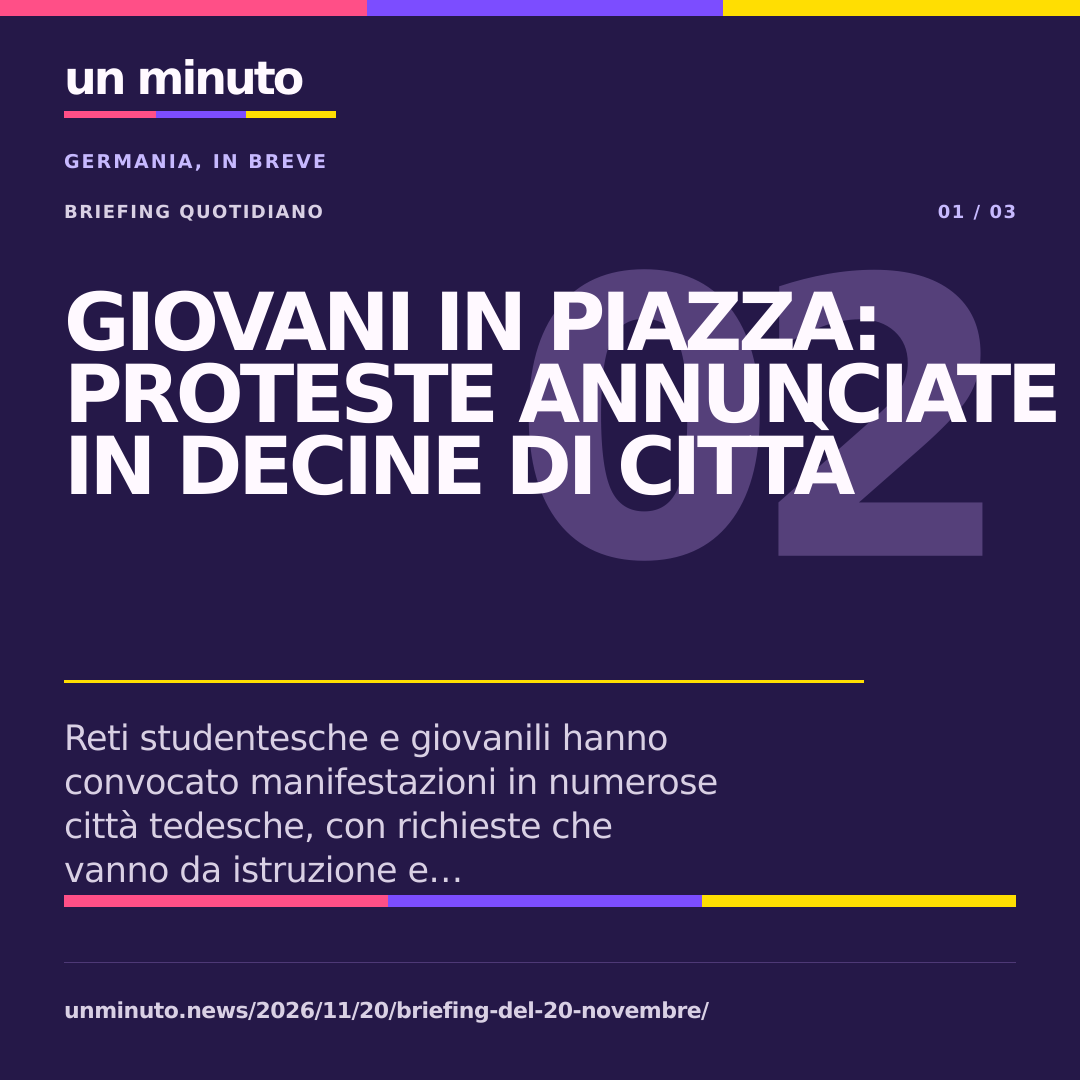 un minuto
GERMANIA, IN BREVE
BRIEFING QUOTIDIANO
01 / 03
02
GIOVANI IN PIAZZA:
PROTESTE ANNUNCIATE
IN DECINE DI CITTÀ
Reti studentesche e giovanili hanno
convocato manifestazioni in numerose
città tedesche, con richieste che
vanno da istruzione e…
unminuto.news/2026/11/20/briefing-del-20-novembre/